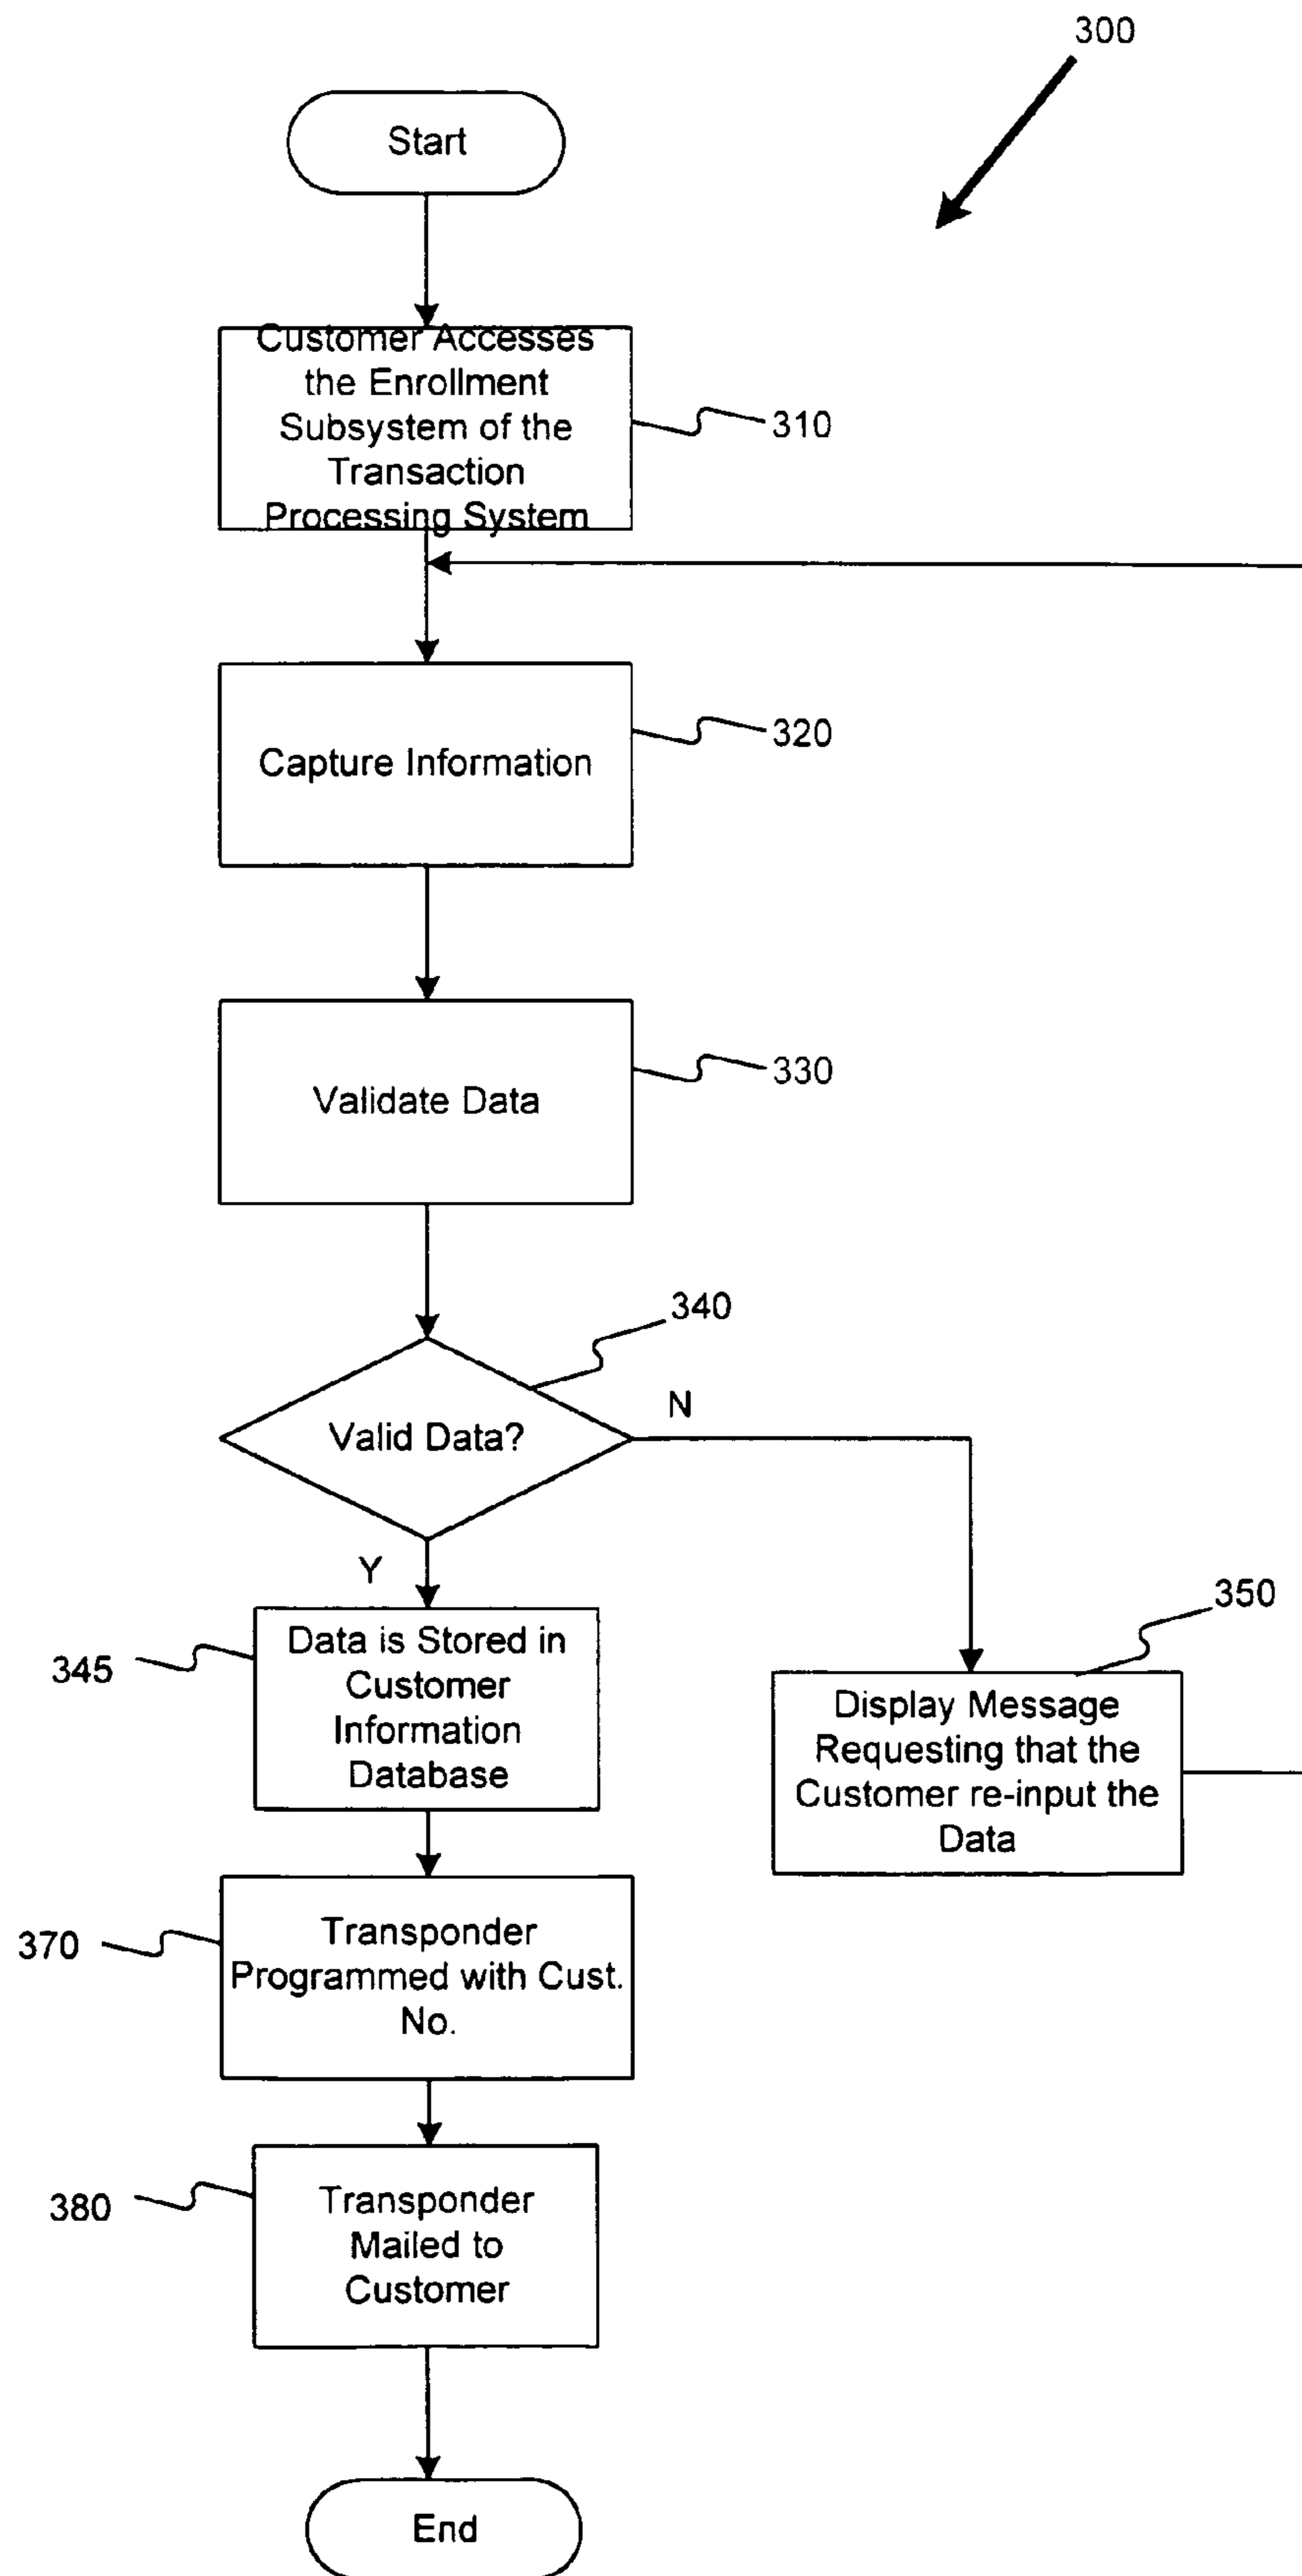 300
Start
Customer Accesses
the Enrollment
Subsystem of the
Transaction
Processing System
310
Capture Information
320
Validate Data
330
340
Valid Data?
N
Y
345
Data is Stored in
Customer
Information
Database
350
Display Message
Requesting that the
Customer re-input the
Data
370
Transponder
Programmed with Cust.
No.
380
Transponder
Mailed to
Customer
End